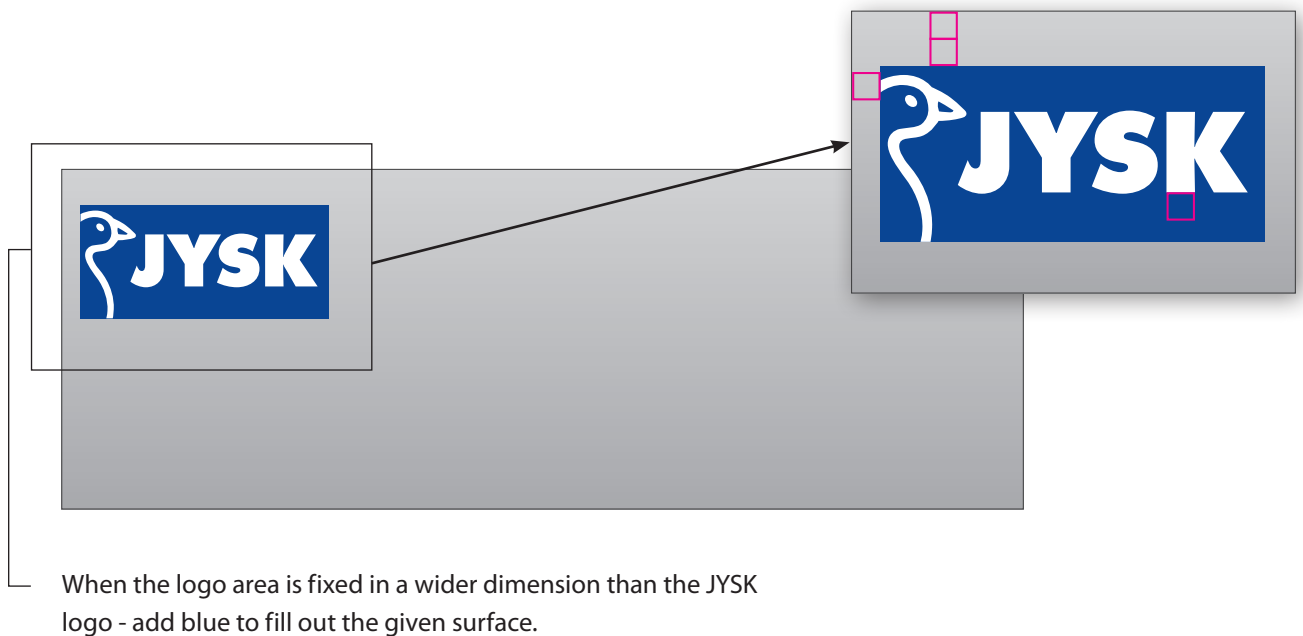 JYSK
JYSK
When the logo area is fixed in a wider dimension than the JYSK
logo - add blue to fill out the given surface.